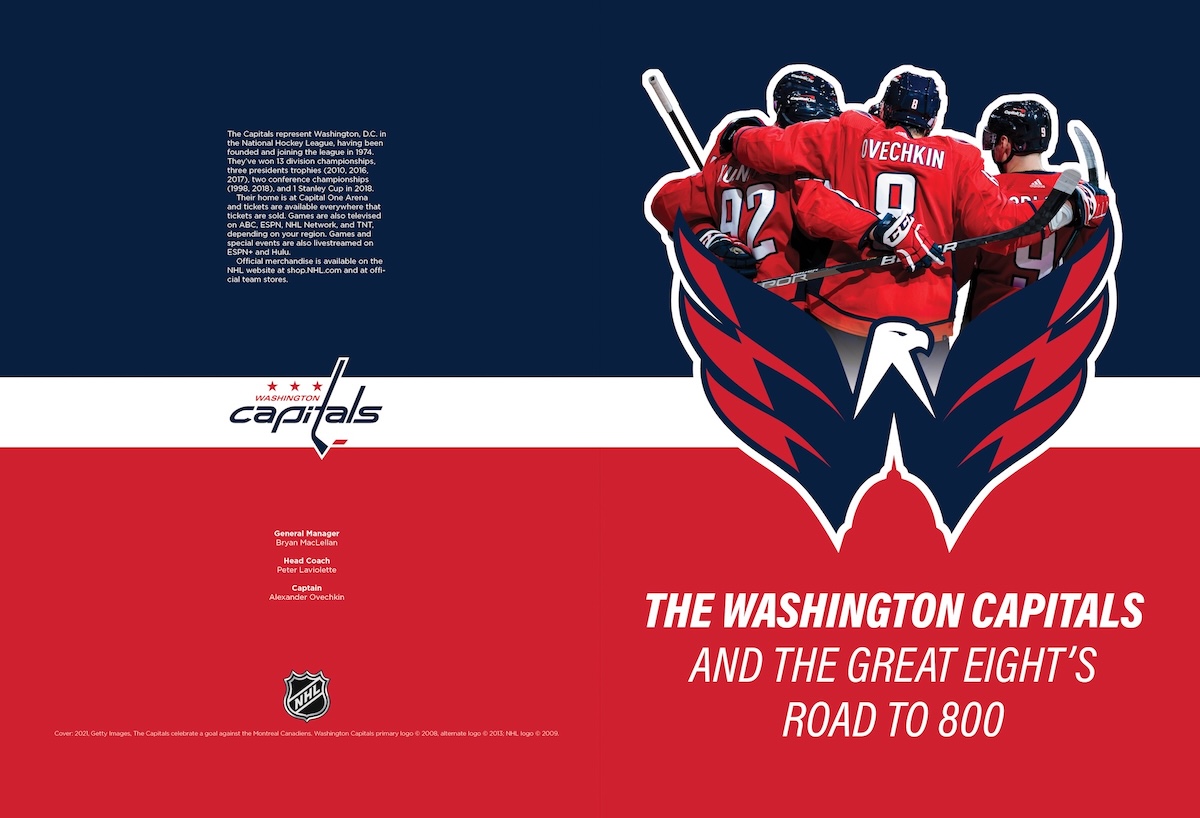 The Capitals represent Washington, D.C. in
the National Hockey League, having been
founded and joining the league in 1974.
They've won 13 division championships,
three presidents trophies (2010, 2016,
2017), two conference championships
(1998, 2018), and 1 Stanley Cup in 2018.
Their home is at Capital One Arena
and tickets are available everywhere that
tickets are sold. Games are also televised
on ABC, ESPN, NHL Network, and TNT,
depending on your region. Games and
special events are also livestreamed on
ESPN+ and Hulu.
Official merchandise is available on the
NHL website at shop.NHL.com and at offi-
cial team stores.
WASHINGTON
capitals
General Manager
Bryan MacLellan
Head Coach
Peter Laviolette
Captain
Alexander Ovechkin
NHL
Cover: 2021, Getty Images, The Capitals celebrate a goal against the Montreal Canadiens. Washington Capitals primary logo © 2008, alternate logo © 2013; NHL logo © 2009.
8
9
OVECHKIN
92
8
CCM
THE WASHINGTON CAPITALS
AND THE GREAT EIGHT'S
ROAD TO 800